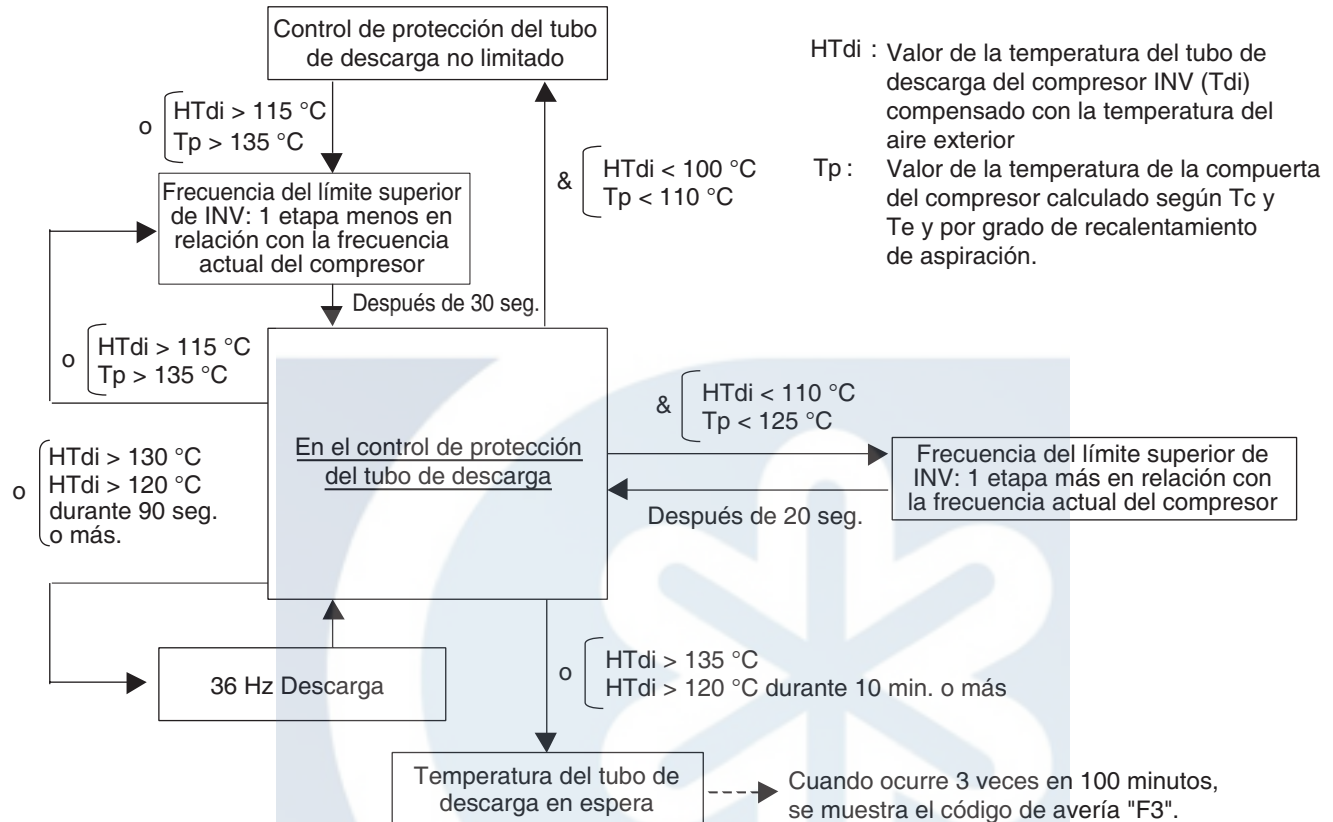 Control de protección del tubo
de descarga no limitado
HTdi : Valor de la temperatura del tubo de
descarga del compresor INV (Tdi)
compensado con la temperatura del
aire exterior
Tp : Valor de la temperatura de la compuerta
del compresor calculado según Tc y
Te y por grado de recalentamiento
de aspiración.
o
HTdi > 115 °C
Tp > 135 °C
&
HTdi < 100 °C
Tp < 110 °C
Frecuencia del límite superior
de INV: 1 etapa menos en
relación con la frecuencia
actual del compresor
Después de 30 seg.
o
HTdi > 115 °C
Tp > 135 °C
&
HTdi < 110 °C
Tp < 125 °C
En el control de protección
del tubo de descarga
Frecuencia del límite superior de
INV: 1 etapa más en relación con
la frecuencia actual del compresor
Después de 20 seg.
o
HTdi > 130 °C
HTdi > 120 °C
durante 90 seg.
o más.
36 Hz Descarga
o
HTdi > 135 °C
HTdi > 120 °C durante 10 min. o más
Temperatura del tubo de
descarga en espera
Cuando ocurre 3 veces en 100 minutos,
se muestra el código de avería "F3".